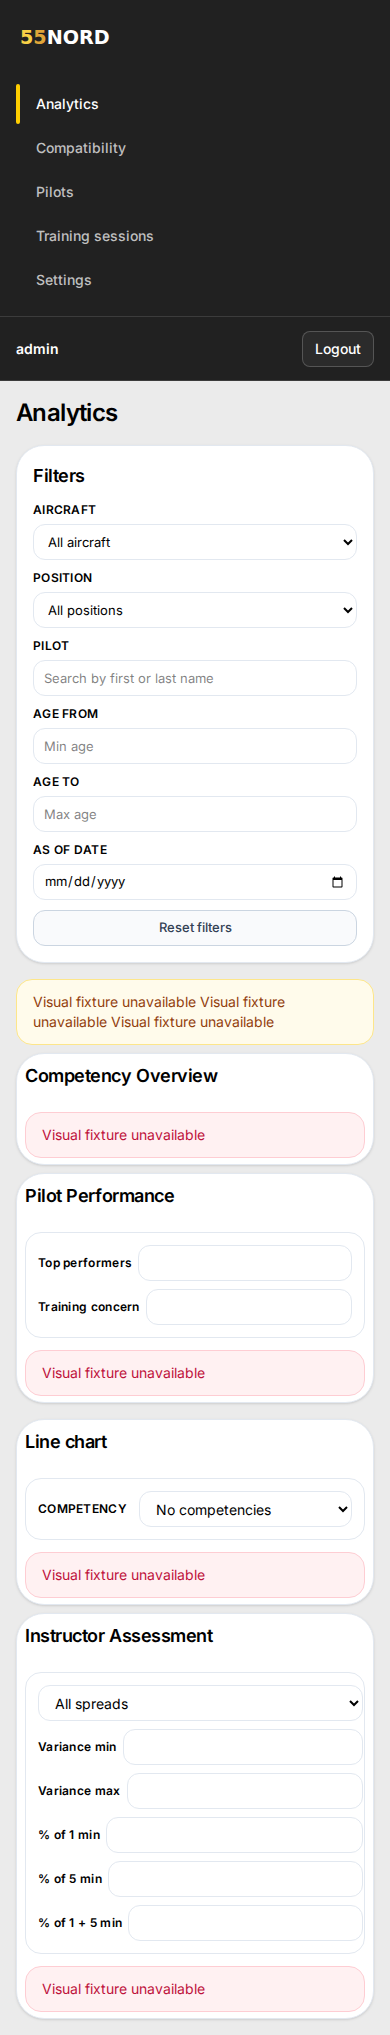 55NORD
Analytics
Compatibility
Pilots
Training sessions
Settings
admin
Logout
Analytics
Filters
AIRCRAFT
All aircraft
POSITION
All positions
PILOT
Search by first or last name
AGE FROM
Min age
AGE TO
Max age
AS OF DATE
mm/dd/yyyy
Reset filters
Visual fixture unavailable Visual fixture
unavailable Visual fixture unavailable
Competency Overview
Visual fixture unavailable
Pilot Performance
Top performers
Training concern
Visual fixture unavailable
Line chart
COMPETENCY
No competencies
Visual fixture unavailable
Instructor Assessment
All spreads
Variance min
Variance max
% of 1 min
% of 5 min
% of 1 + 5 min
Visual fixture unavailable